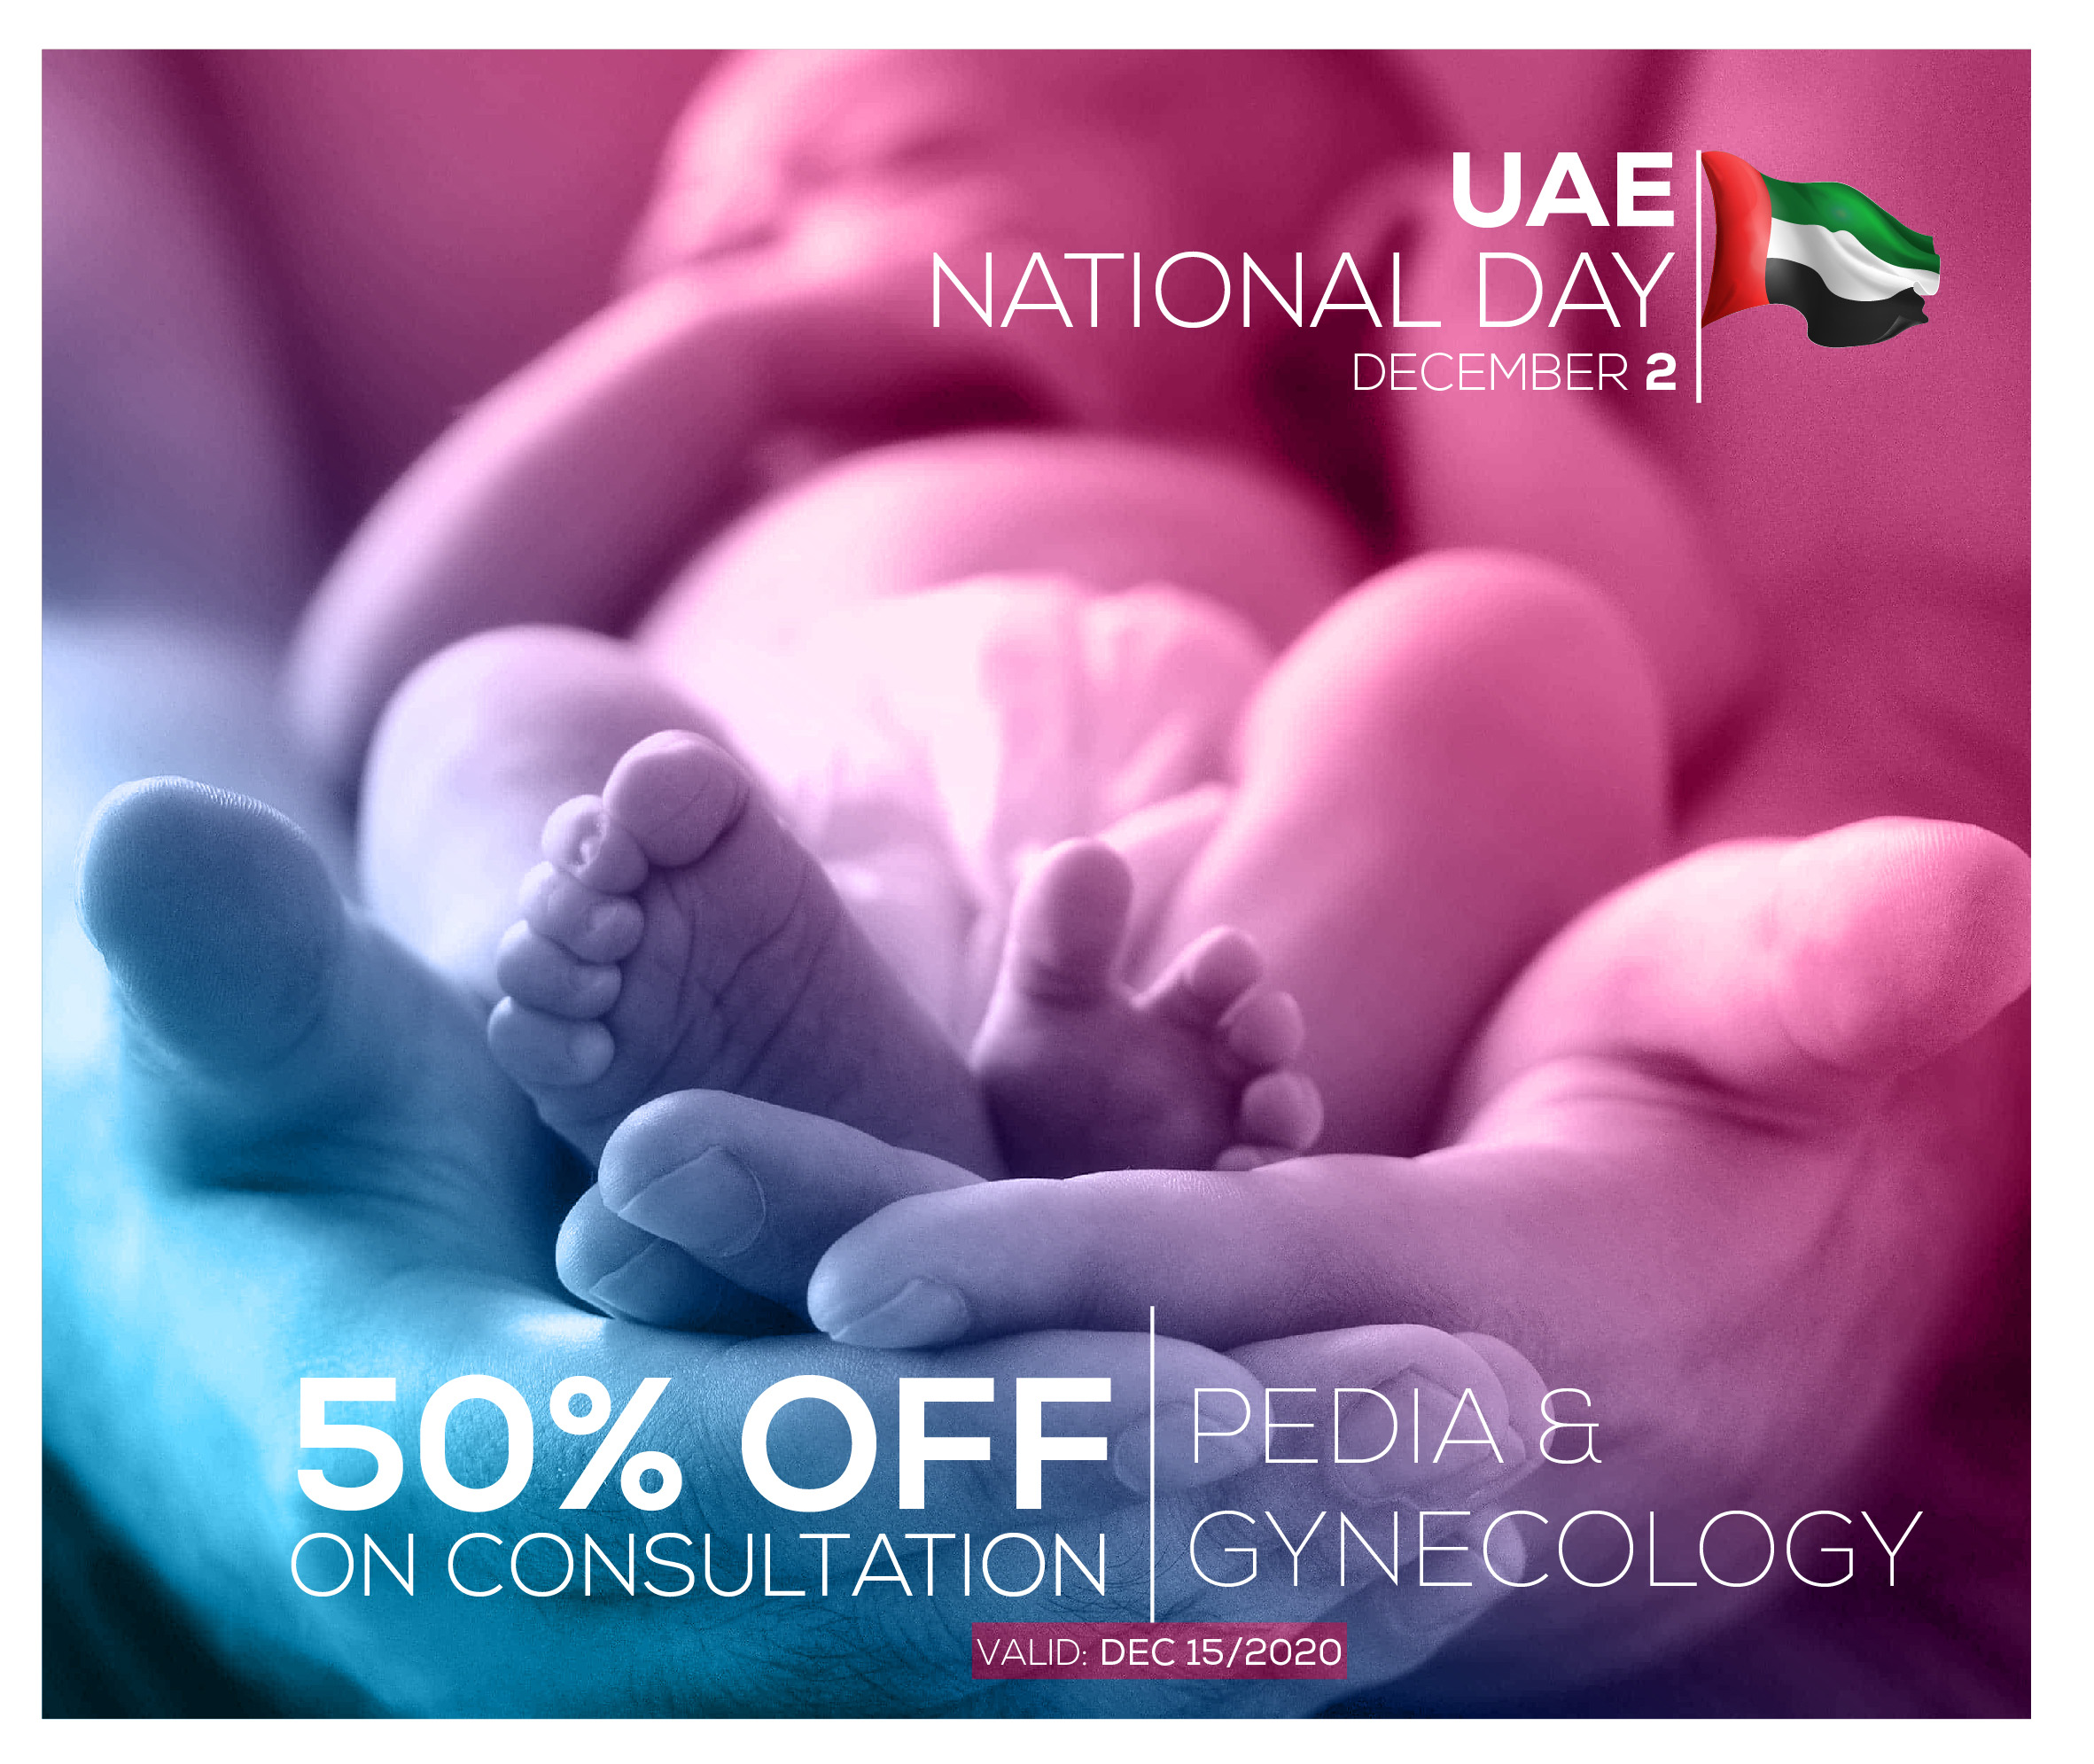 UAE
NATIONAL DAY
DECEMBER 2
50% OFF
ON CONSULTATION
PEDIA &
GYNECOLOGY
VALID: DEC 15/2020